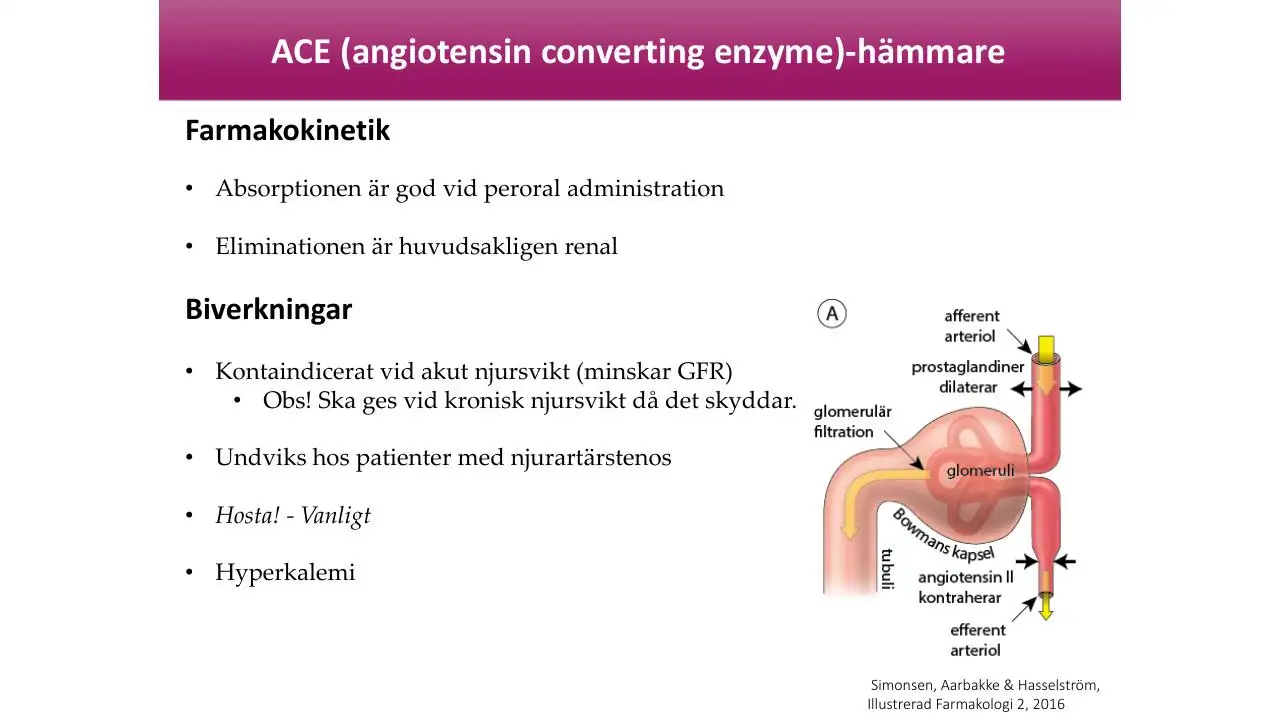 ACE (angiotensin converting enzyme)-hämmare
Farmakokinetik
• Absorptionen är god vid peroral administration
• Eliminationen är huvudsakligen renal
Biverkningar
• Kontaindicerat vid akut njursvikt (minskar GFR)
• Obs! Ska ges vid kronisk njursvikt då det skyddar.
• Undviks hos patienter med njurartärstenos
• Hosta! - Vanligt
• Hyperkalemi
A
afferent
arteriol
prostaglandiner
dilaterar
glomerulär
filtration
glomeruli
Bowmans kapsel
tubuli
angiotensin II
kontraherar
efferent
arteriol
Simonsen, Aarbakke & Hasselström,
Illustrerad Farmakologi 2, 2016